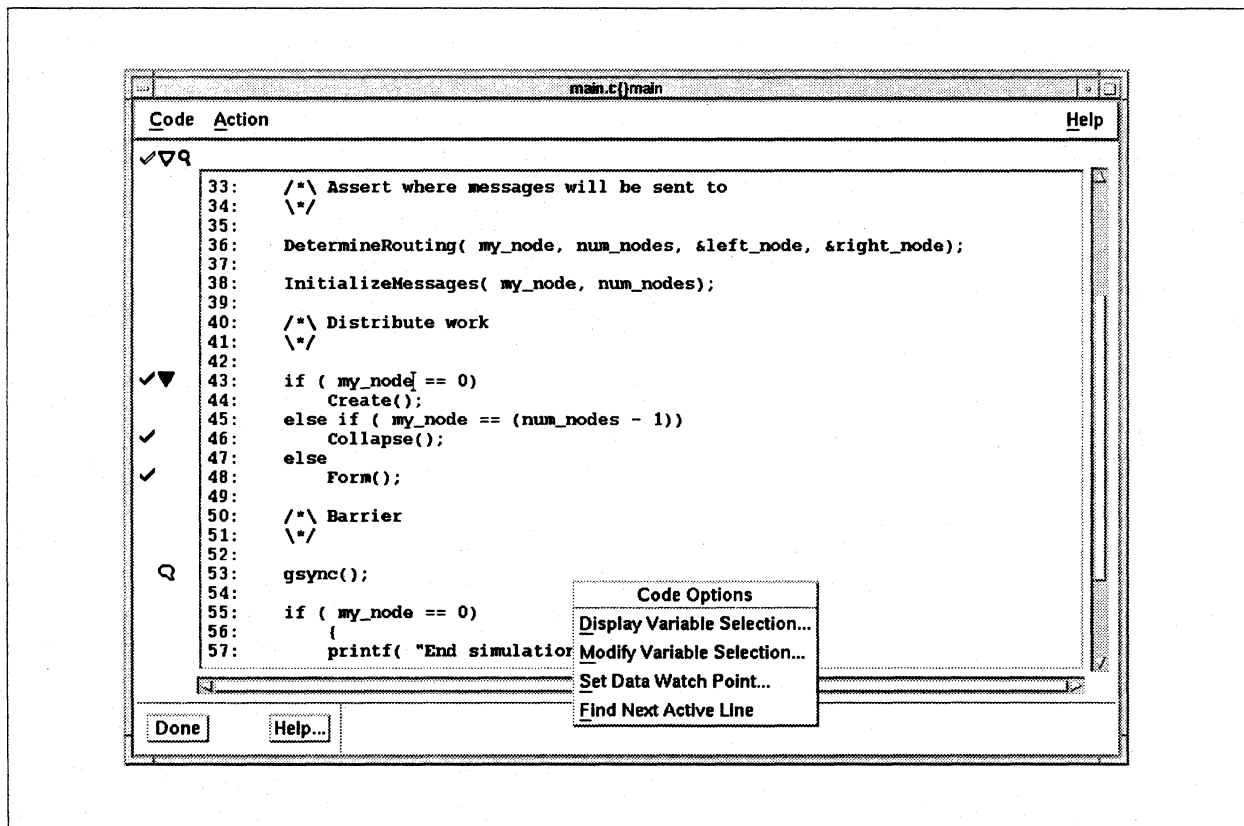 main.c{}main
Code Action Help
33: /*\ Assert where messages will be sent to
34: \*/
35:
36: DetermineRouting( my_node, num_nodes, &left_node, &right_node);
37:
38: InitializeMessages( my_node, num_nodes);
39:
40: /*\ Distribute work
41: \*/
42:
43: if ( my_node == 0)
44: Create();
45: else if ( my_node == (num_nodes - 1))
46: Collapse();
47: else
48: Form();
49:
50: /*\ Barrier
51: \*/
52:
53: gsync();
54:
55: if ( my_node == 0)
56: {
57: printf( "End simulation
Code Options
Display Variable Selection...
Modify Variable Selection...
Set Data Watch Point...
Find Next Active Line
Done Help...